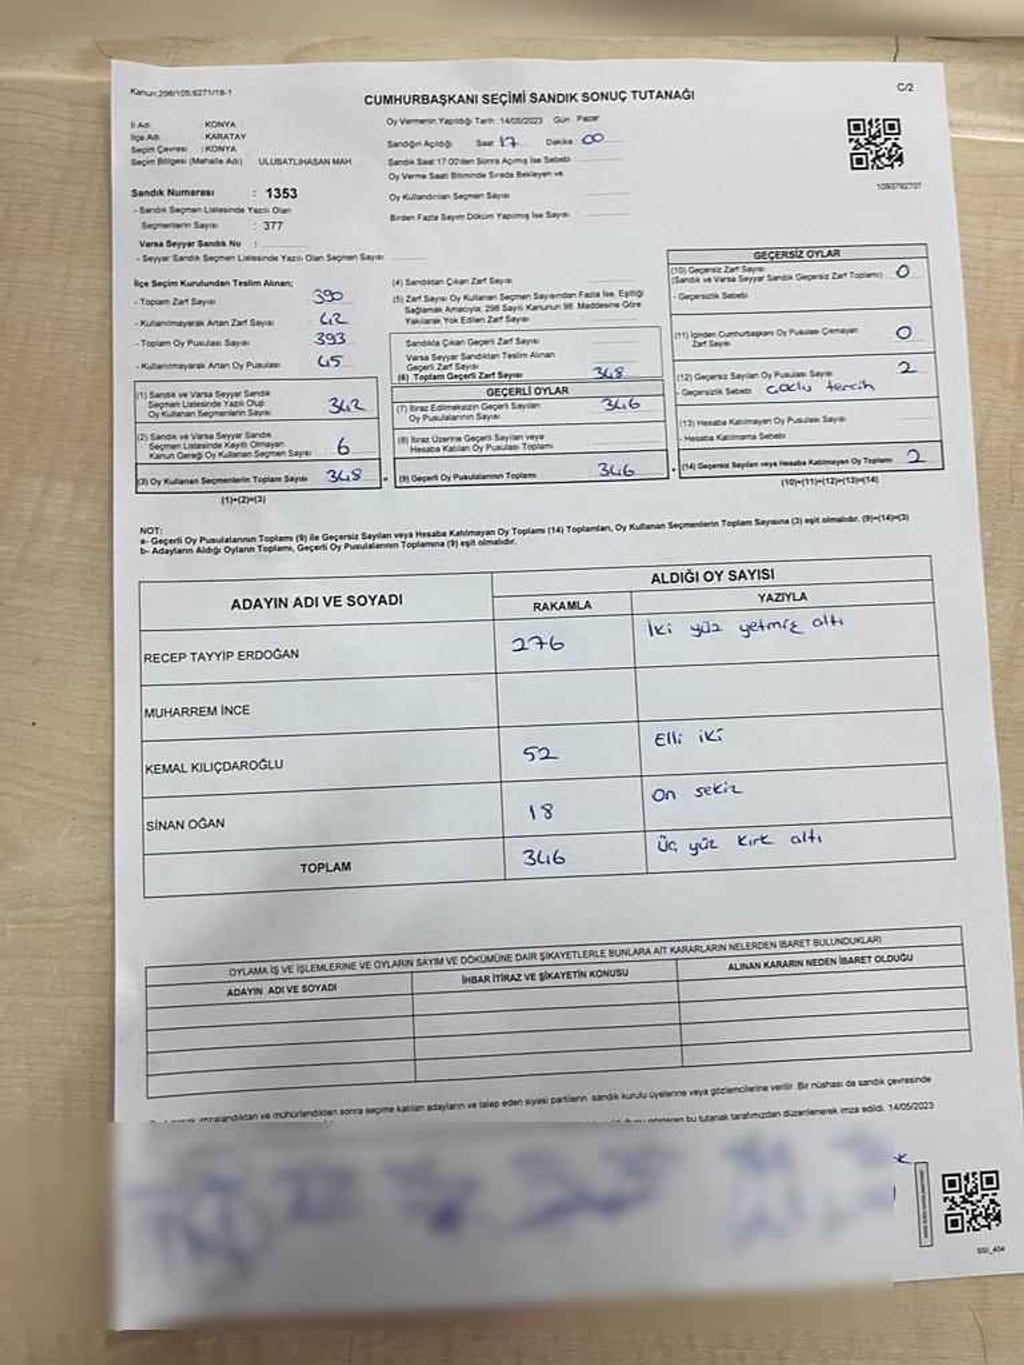 Kanun:298/105:6271/18-1
C/2
CUMHURBAŞKANI SEÇİMİ SANDIK SONUÇ TUTANAĞI
İl Adı : KONYA
İlçe Adı : KARATAY
Seçim Çevresi : KONYA
Seçim Bölgesi (Mahalle Adı) ULUBATLIHASAN MAH
Sandık Numarası : 1353
- Sandık Seçmen Listesinde Yazılı Olan
Seçmenlerin Sayısı : 377
Varsa Seyyar Sandık No :
- Seyyar Sandık Seçmen Listesinde Yazılı Olan Seçmen Sayısı
Oy Vermenin Yapıldığı Tarih :14/05/2023 Gün Pazar
Sandığın Açıldığı Saat 17 Dakika 00
Sandık Saat 17:00'den Sonra Açılmış İse Sebebi
Oy Verme Saati Bitiminde Sırada Bekleyen ve
Oy Kullandırılan Seçmen Sayısı
Birden Fazla Sayım Döküm Yapılmış İse Sayısı
1093792707
İlçe Seçim Kurulundan Teslim Alınan;
- Toplam Zarf Sayısı 390
- Kullanılmayarak Artan Zarf Sayısı 42
- Toplam Oy Pusulası Sayısı 393
- Kullanılmayarak Artan Oy Pusulası 45
(1) Sandık ve Varsa Seyyar Sandık
Seçmen Listesinde Yazılı Olup
Oy Kullanan Seçmenlerin Sayısı 342
(2) Sandık ve Varsa Seyyar Sandık
Seçmen Listesinde Kayıtlı Olmayan
Kanun Gereği Oy Kullanan Seçmen Sayısı 6
(3) Oy Kullanan Seçmenlerin Toplam Sayısı 348
(1)+(2)=(3)
(4) Sandıktan Çıkan Zarf Sayısı
(5) Zarf Sayısı Oy Kullanan Seçmen Sayısından Fazla İse, Eşitliği
Sağlamak Amacıyla; 298 Sayılı Kanunun 98. Maddesine Göre
Yakılarak Yok Edilen Zarf Sayısı
Sandıkta Çıkan Geçerli Zarf Sayısı
Varsa Seyyar Sandıktan Teslim Alınan
Geçerli Zarf Sayısı
(6) Toplam Geçerli Zarf Sayısı 348
GEÇERLİ OYLAR
(7) İtiraz Edilmeksizin Geçerli Sayılan
Oy Pusulalarının Sayısı 346
(8) İtiraz Üzerine Geçerli Sayılan veya
Hesaba Katılan Oy Pusulası Toplamı
(9) Geçerli Oy Pusulalarının Toplamı 346
GEÇERSİZ OYLAR
(10) Geçersiz Zarf Sayısı
(Sandık ve Varsa Seyyar Sandık Geçersiz Zarf Toplamı) 0
- Geçersizlik Sebebi
(11) İçinden Cumhurbaşkanı Oy Pusulası Çıkmayan
Zarf Sayısı 0
(12) Geçersiz Sayılan Oy Pusulası Sayısı 2
- Geçersizlik Sebebi Çoklu tercih
(13) Hesaba Katılmayan Oy Pusulası Sayısı
- Hesaba Katılmama Sebebi
(14) Geçersiz Sayılan veya Hesaba Katılmayan Oy Toplamı 2
(10)+(11)+(12)+(13)=(14)
NOT:
a- Geçerli Oy Pusulalarının Toplamı (9) ile Geçersiz Sayılan veya Hesaba Katılmayan Oy Toplamı (14) Toplamları, Oy Kullanan Seçmenlerin Toplam Sayısına (3) eşit olmalıdır. (9)+(14)=(3)
b- Adayların Aldığı Oyların Toplamı, Geçerli Oy Pusulalarının Toplamına (9) eşit olmalıdır.
ADAYIN ADI VE SOYADI
ALDIĞI OY SAYISI
RAKAMLA YAZIYLA
RECEP TAYYİP ERDOĞAN 276 İki yüz yetmiş altı
MUHARREM İNCE
KEMAL KILIÇDAROĞLU 52 Elli iki
SİNAN OĞAN 18 On sekiz
TOPLAM 346 Üç yüz kırk altı
OYLAMA İŞ VE İŞLEMLERİNE VE OYLARIN SAYIM VE DÖKÜMÜNE DAİR ŞİKAYETLERLE BUNLARA AİT KARARLARIN NELERDEN İBARET BULUNDUKLARI
ADAYIN ADI VE SOYADI İHBAR İTİRAZ VE ŞİKAYETİN KONUSU ALINAN KARARIN NEDEN İBARET OLDUĞU
imzalandıktan ve mühürlendikten sonra seçime katılan adayların ve talep eden siyasi partilerin sandık kurulu üyelerine veya gözlemcilerine verilir. Bir nüshası da sandık çevresinde
gösteren bu tutanak tarafımızdan düzenlenerek imza edildi. 14/05/2023